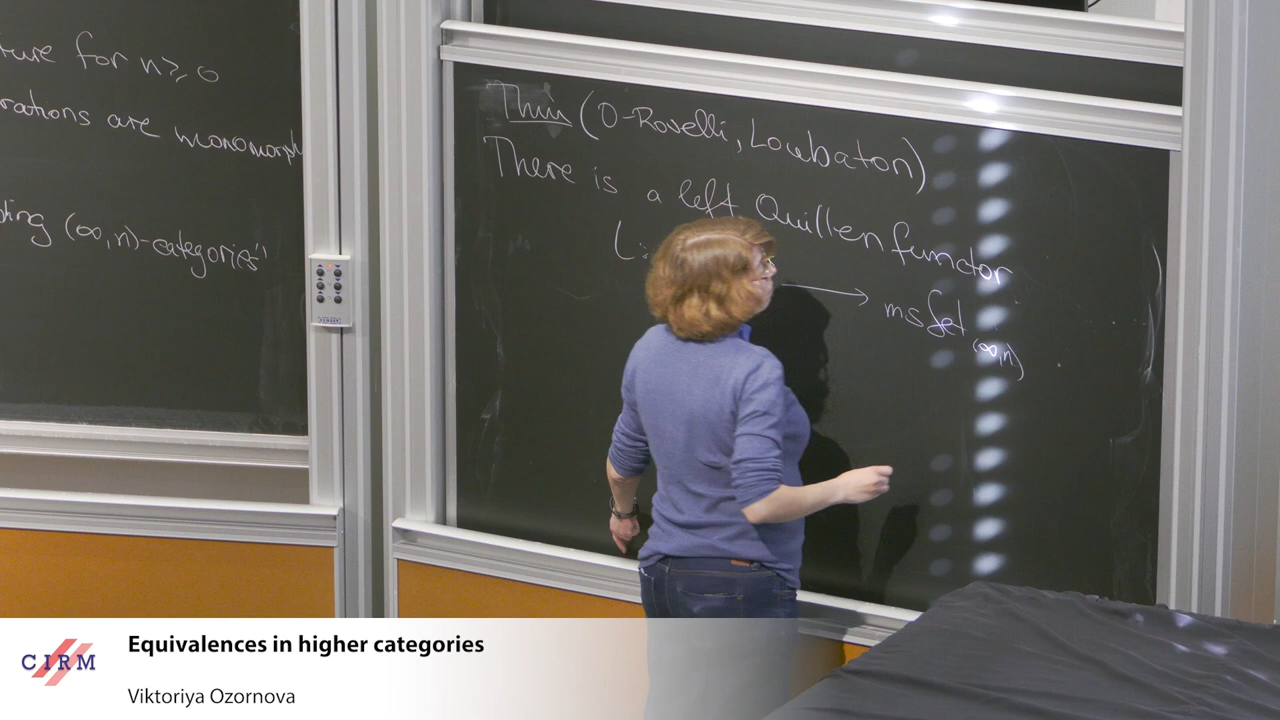 ture for n≥0
rations are monomorph
ting (∞,n)-categories"
Thm (O-Rovelli, Loubaton)
There is a left Quillen functor
L:
→ msSet (∞,n)
CIRM
Equivalences in higher categories
Viktoriya Ozornova